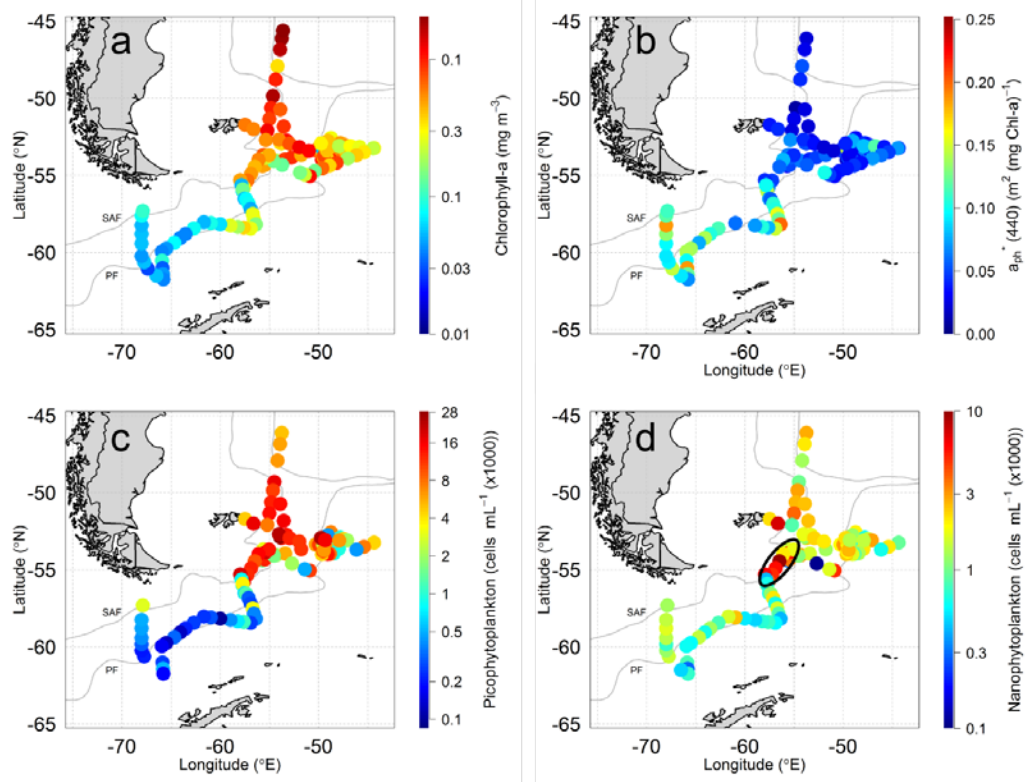 a
-45
-50
-55
-60
-65
Latitude (°N)
SAF
PF
-70 -60 -50
0.1
0.3
0.1
0.03
0.01
Chlorophyll-a (mg m⁻³)
b
-45
-50
-55
-60
-65
Latitude (°N)
SAF
PF
-70 -60 -50
Longitude (°E)
0.25
0.20
0.15
0.10
0.05
0.00
aph* (440) (m² (mg Chl-a)⁻¹)
c
-45
-50
-55
-60
-65
Latitude (°N)
SAF
PF
-70 -60 -50
Longitude (°E)
28
16
8
4
2
1
0.5
0.2
0.1
Picophytoplankton (cells mL⁻¹ (x1000))
d
-45
-50
-55
-60
-65
Latitude (°N)
SAF
PF
-70 -60 -50
Longitude (°E)
10
3
1
0.3
0.1
Nanophytoplankton (cells mL⁻¹ (x1000))